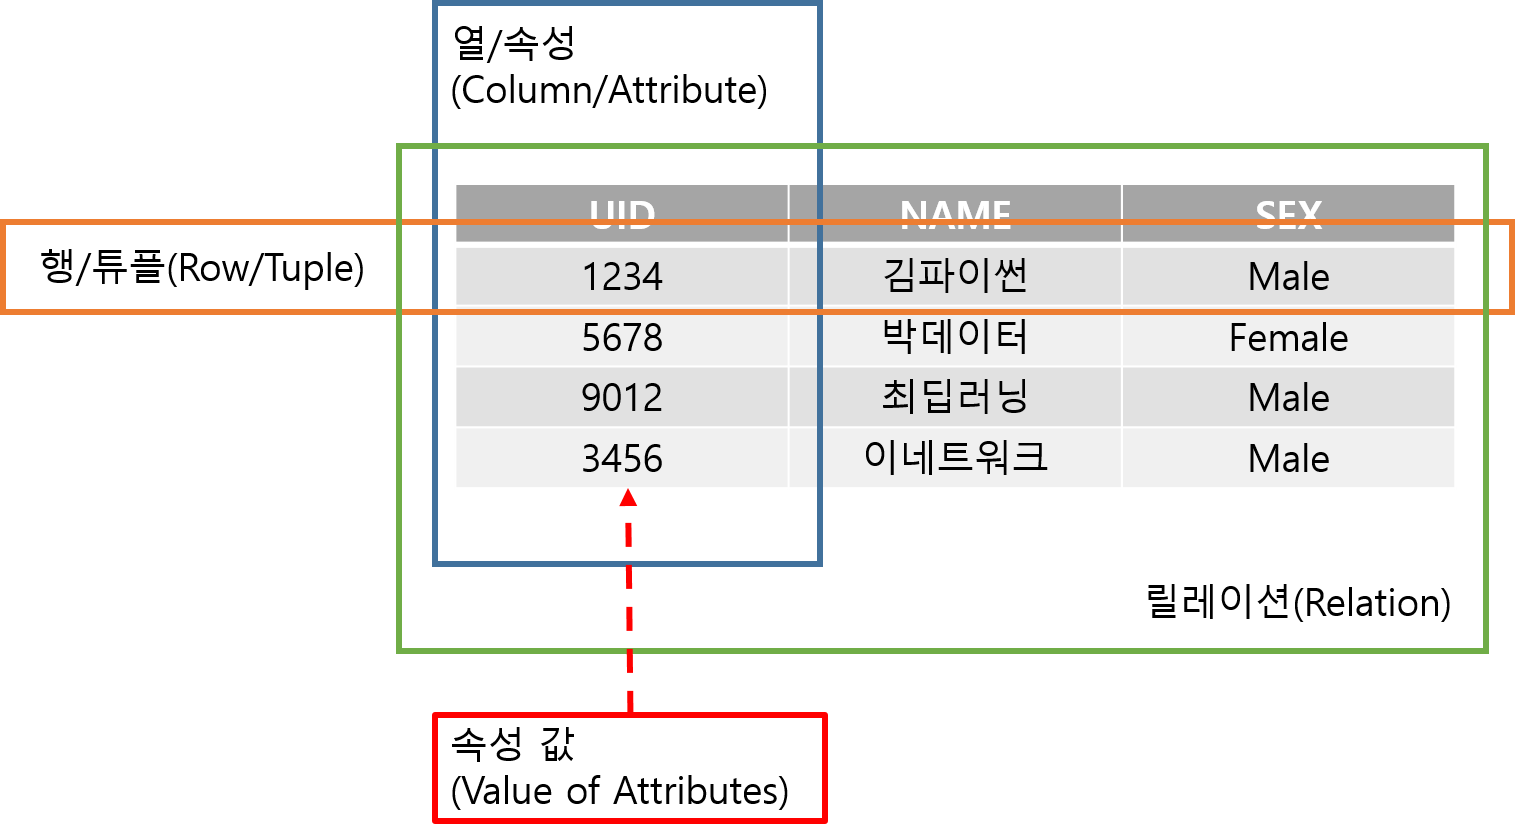 열/속성
(Column/Attribute)
UID NAME SEX
행/튜플(Row/Tuple)
1234 김파이썬 Male
5678 박데이터 Female
9012 최딥러닝 Male
3456 이네트워크 Male
릴레이션(Relation)
속성 값
(Value of Attributes)